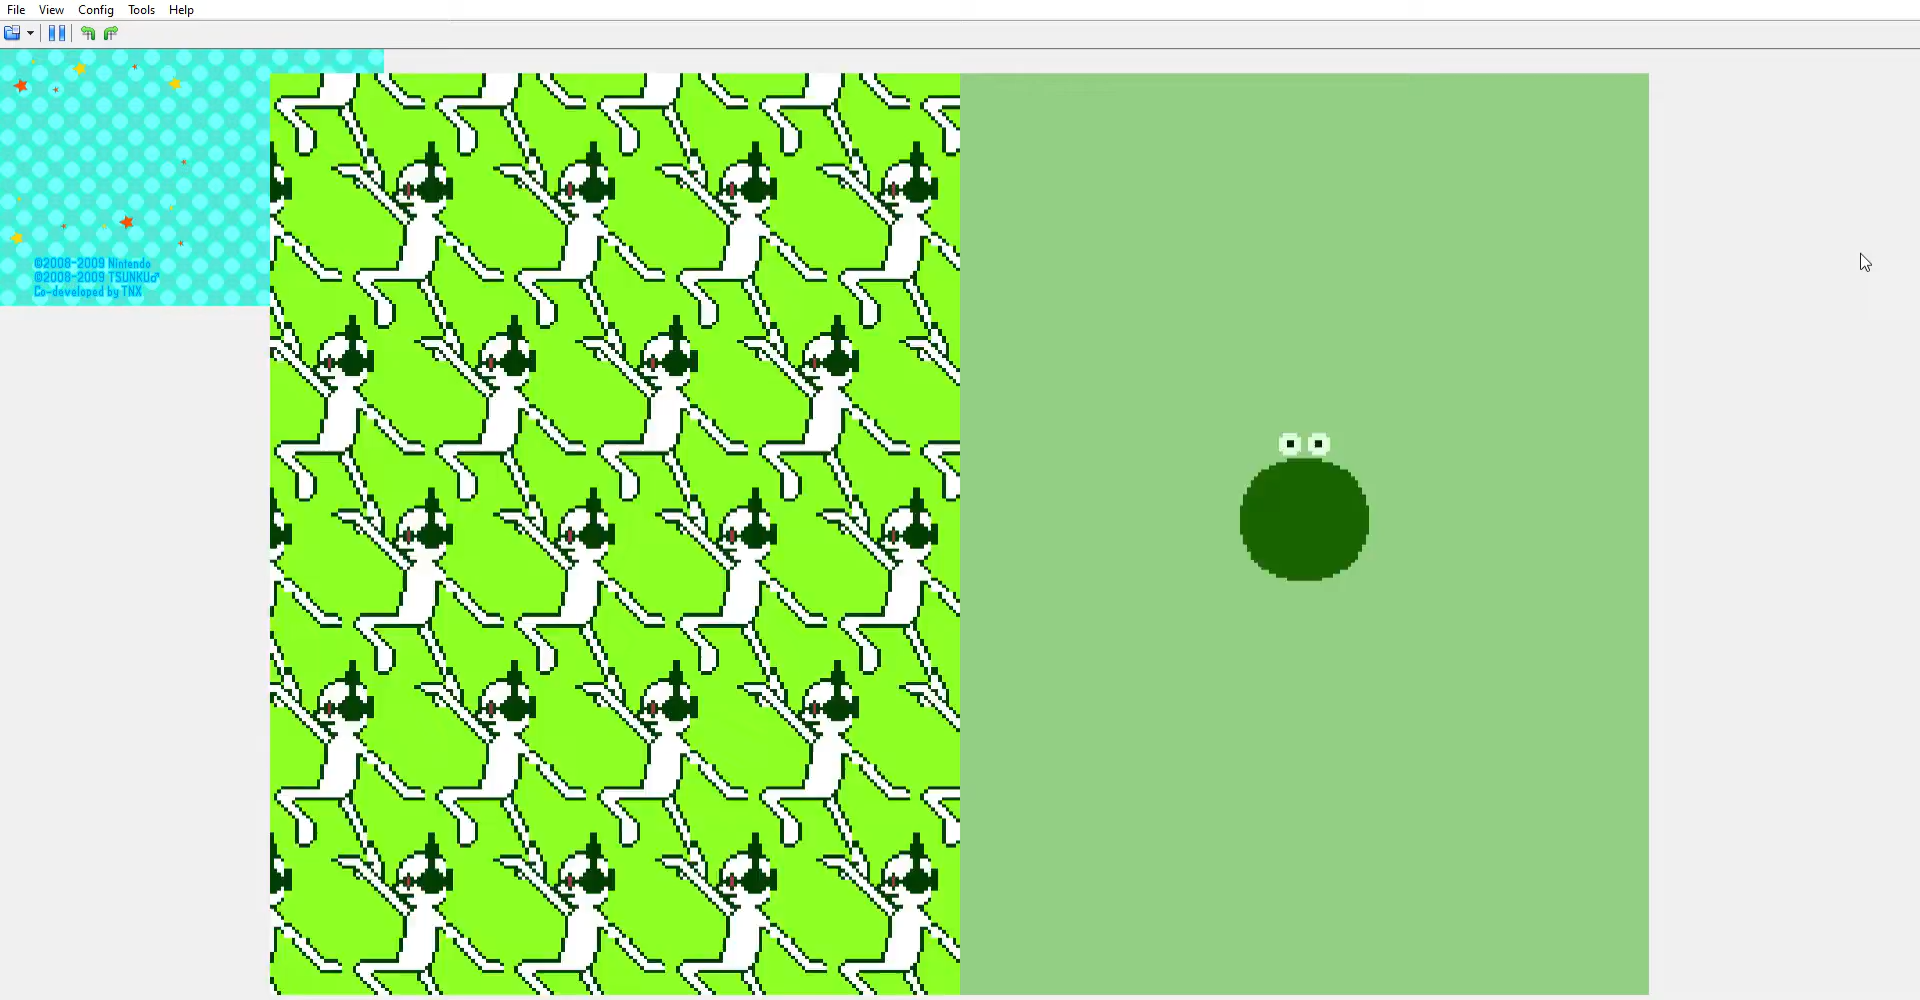 File View Config Tools Help
©2008-2009 Nintendo
©2008-2009 TSUNKU♂
Co-developed by TNX